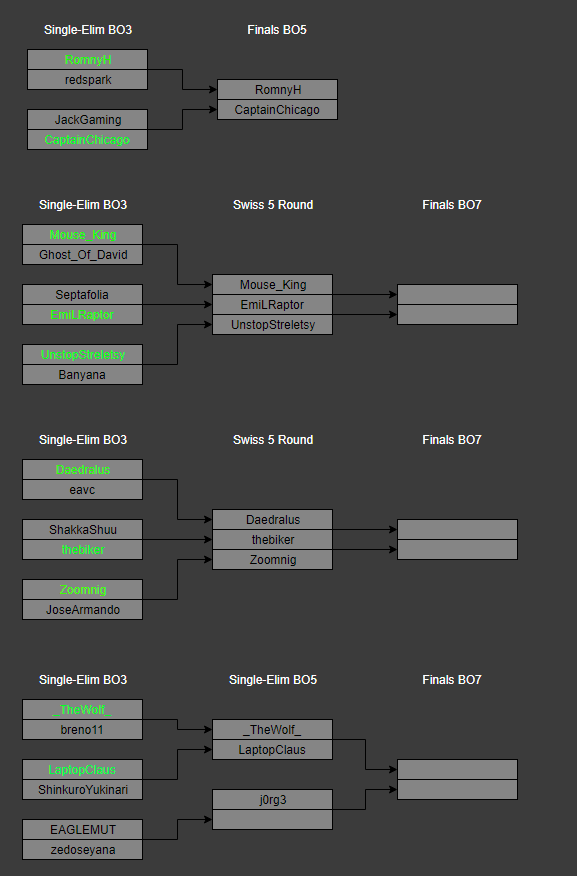 Single-Elim BO3 Finals BO5
RomnyH
redspark
RomnyH
JackGaming
CaptainChicago
CaptainChicago
Single-Elim BO3 Swiss 5 Round Finals BO7
Mouse_King
Ghost_Of_David
Septafolia
EmiLRaptor
UnstopStreletsy
Banyana
Mouse_King
EmiLRaptor
UnstopStreletsy
Single-Elim BO3 Swiss 5 Round Finals BO7
Daedralus
eavc
ShakkaShuu
thebiker
Zoomnig
JoseArmando
Daedralus
thebiker
Zoomnig
Single-Elim BO3 Single-Elim BO5 Finals BO7
_TheWolf_
breno11
LaptopClaus
ShinkuroYukinari
EAGLEMUT
zedoseyana
_TheWolf_
LaptopClaus
j0rg3